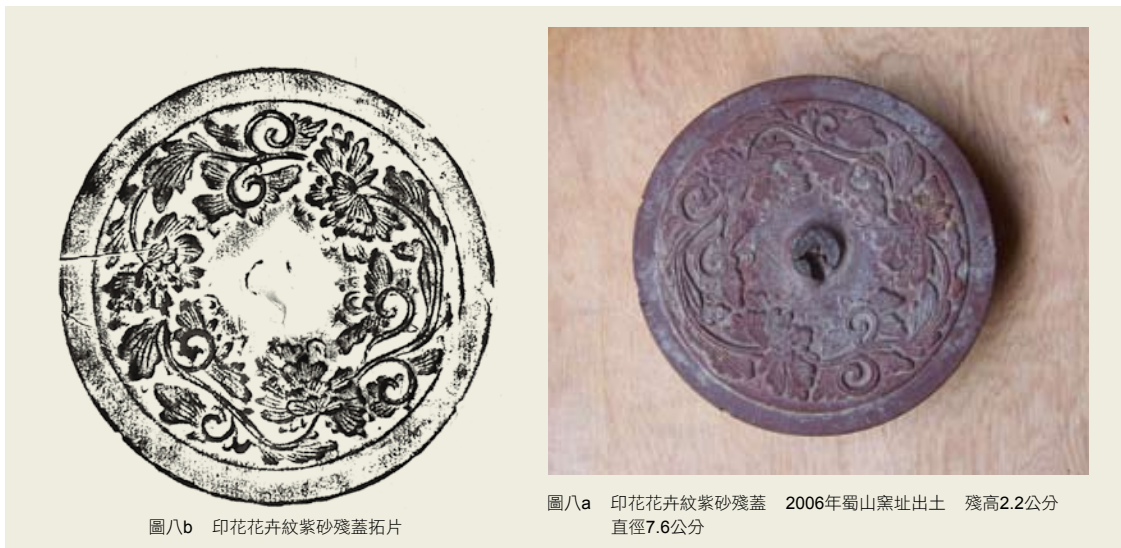 圖八b 印花花卉紋紫砂殘蓋拓片
圖八a 印花花卉紋紫砂殘蓋 2006年蜀山窯址出土 殘高2.2公分
直徑7.6公分